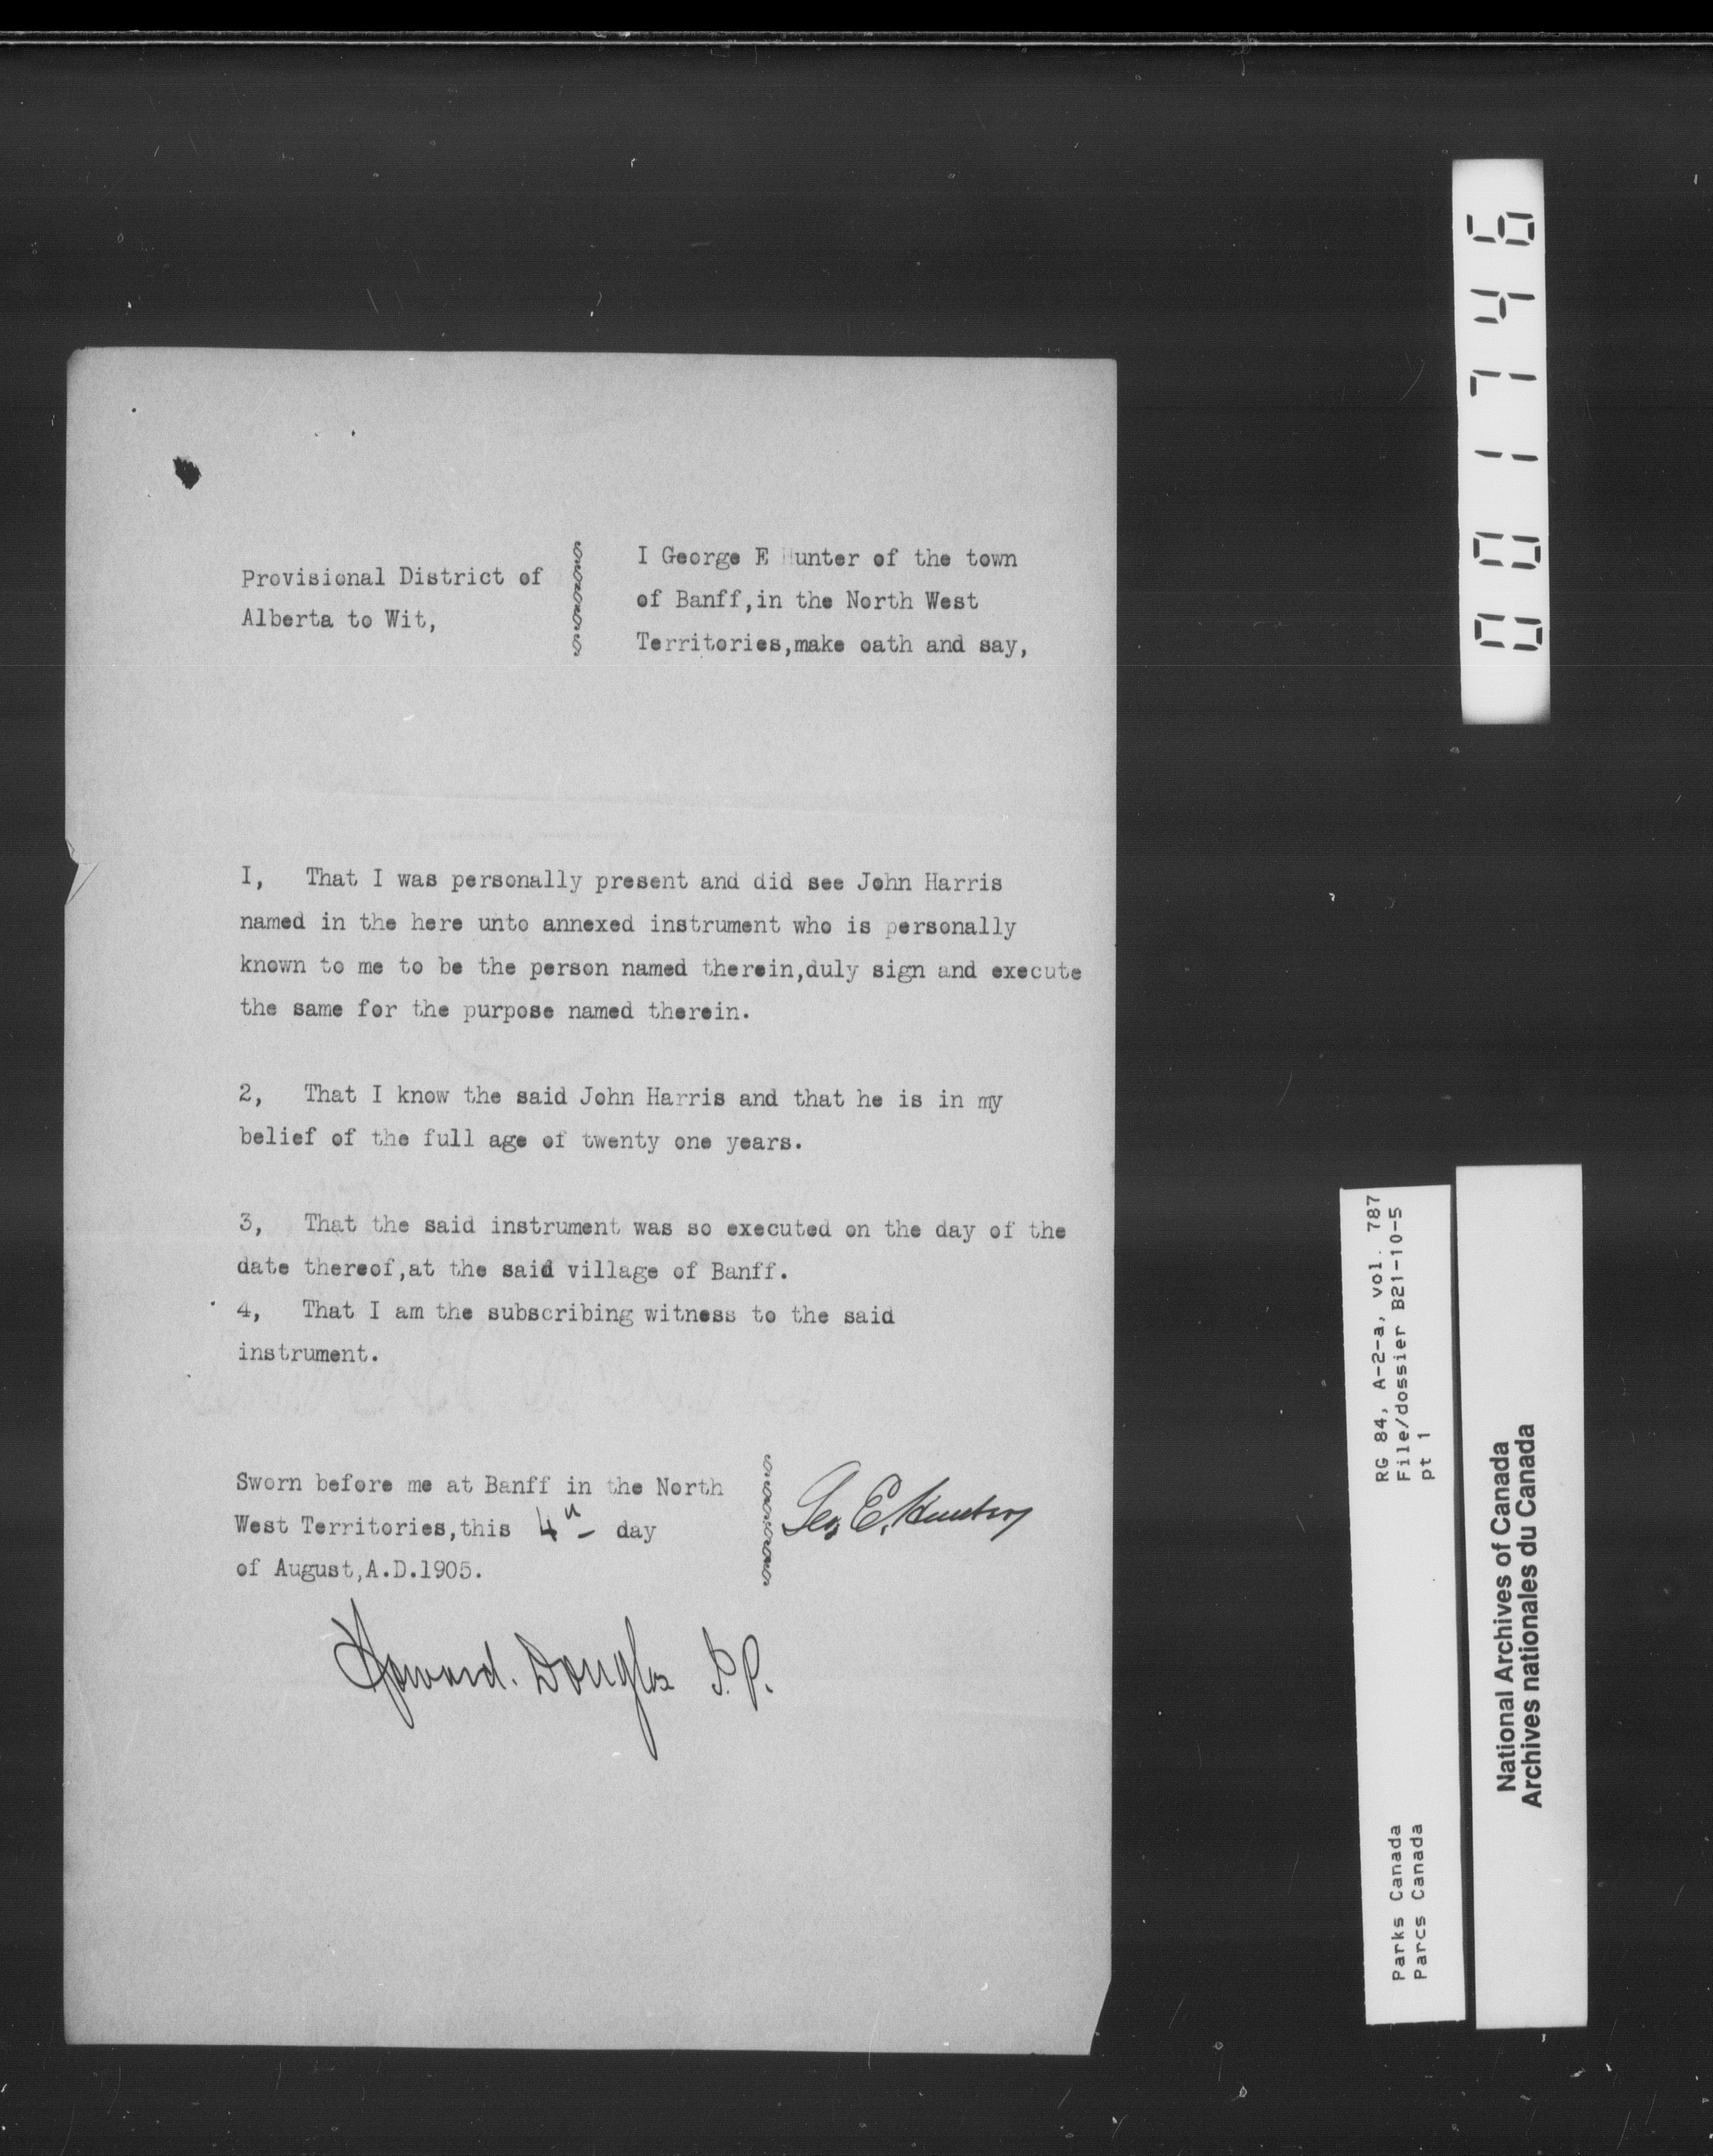 Provisional District of
Alberta to Wit,
I George E Hunter of the town
of Banff,in the North West
Territories,make oath and say,
I,   That I was personally present and did see John Harris
named in the here unto annexed instrument who is personally
known to me to be the person named therein,duly sign and execute
the same for the purpose named therein.
2,   That I know the said John Harris and that he is in my
belief of the full age of twenty one years.
3,   That the said instrument was so executed on the day of the
date thereof,at the said village of Banff.
4,   That I am the subscribing witness to the said
instrument.
Sworn before me at Banff in the North
West Territories,this 4th day
of August,A.D.1905.
Geo, E. Hunter
Howard. Douglas J.P.
001746
RG 84, A-2-a, vol. 787
File/dossier B21-10-5
pt 1
Parks Canada
Parcs Canada
National Archives of Canada
Archives nationales du Canada